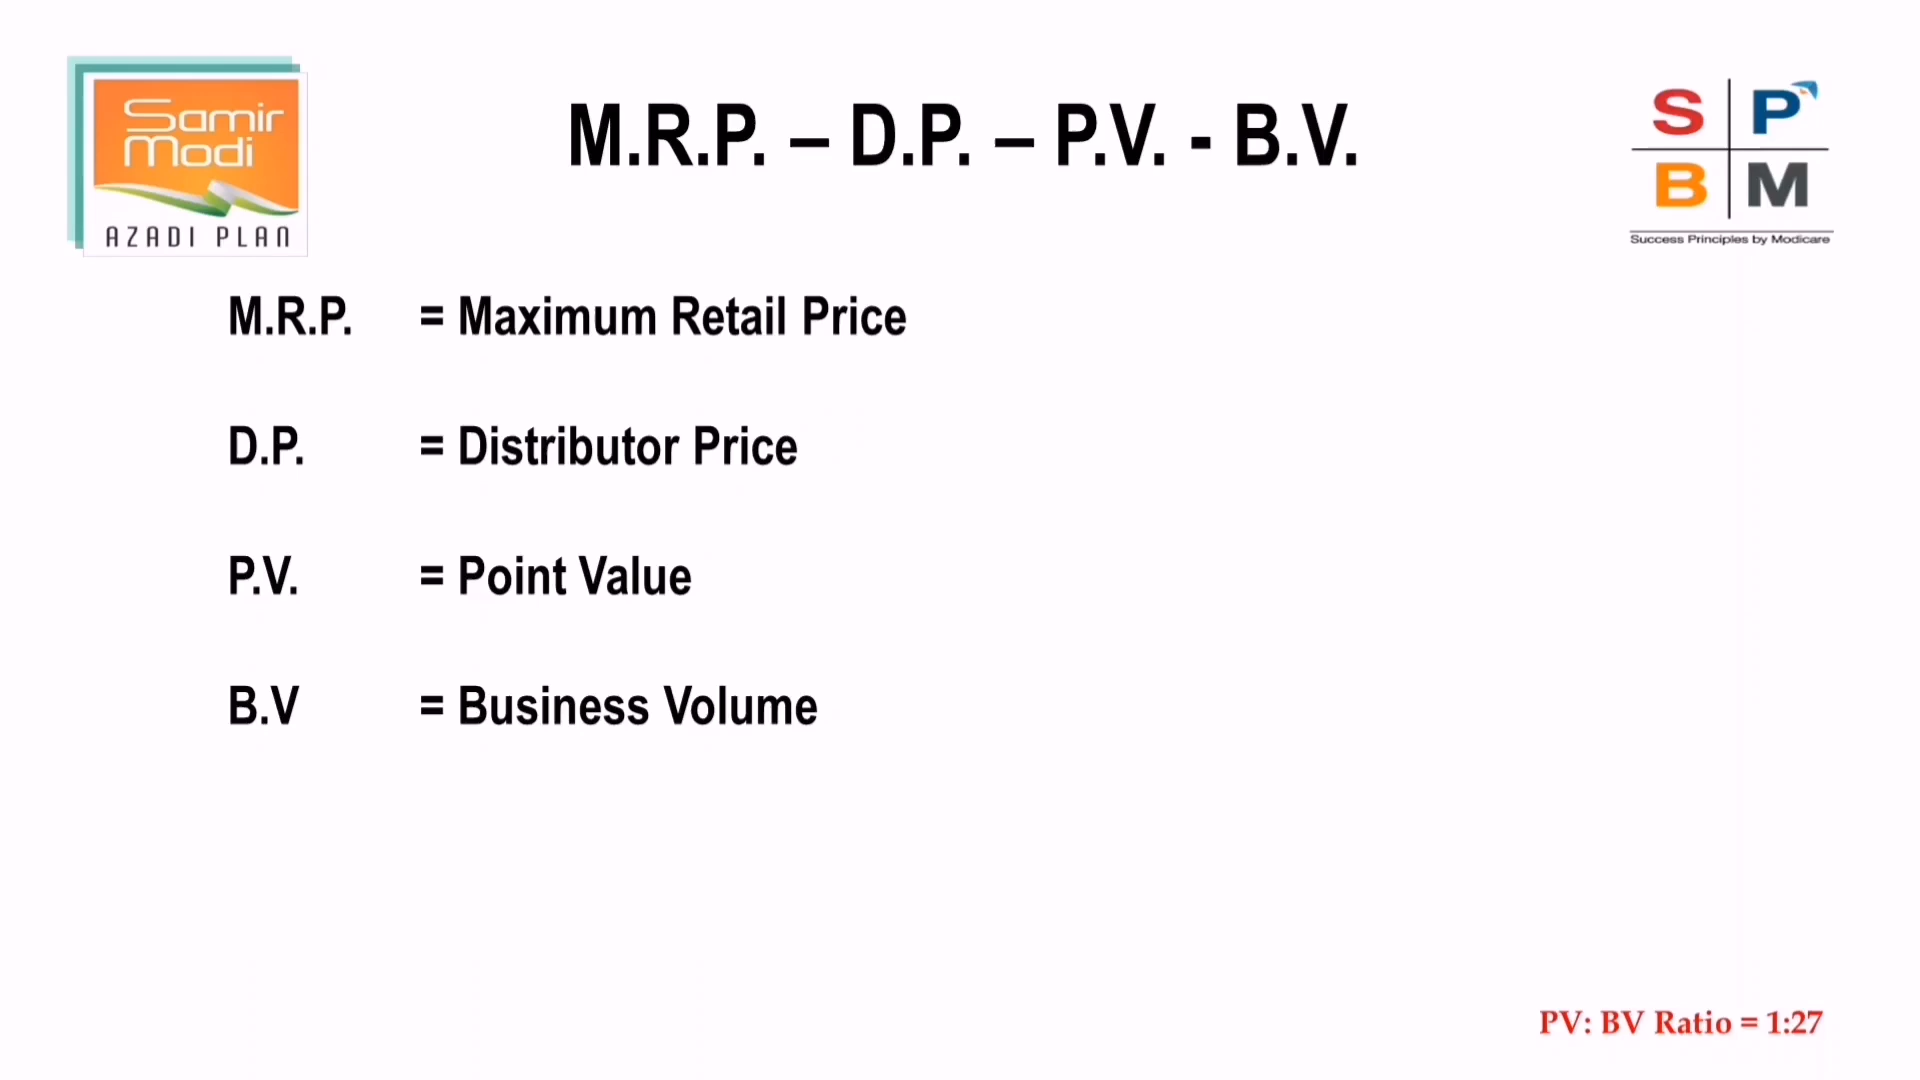 Samir
Modi
AZADI PLAN
M.R.P. – D.P. – P.V. - B.V.
S P
B M
Success Principles by Modicare
M.R.P. = Maximum Retail Price
D.P. = Distributor Price
P.V. = Point Value
B.V = Business Volume
PV: BV Ratio = 1:27